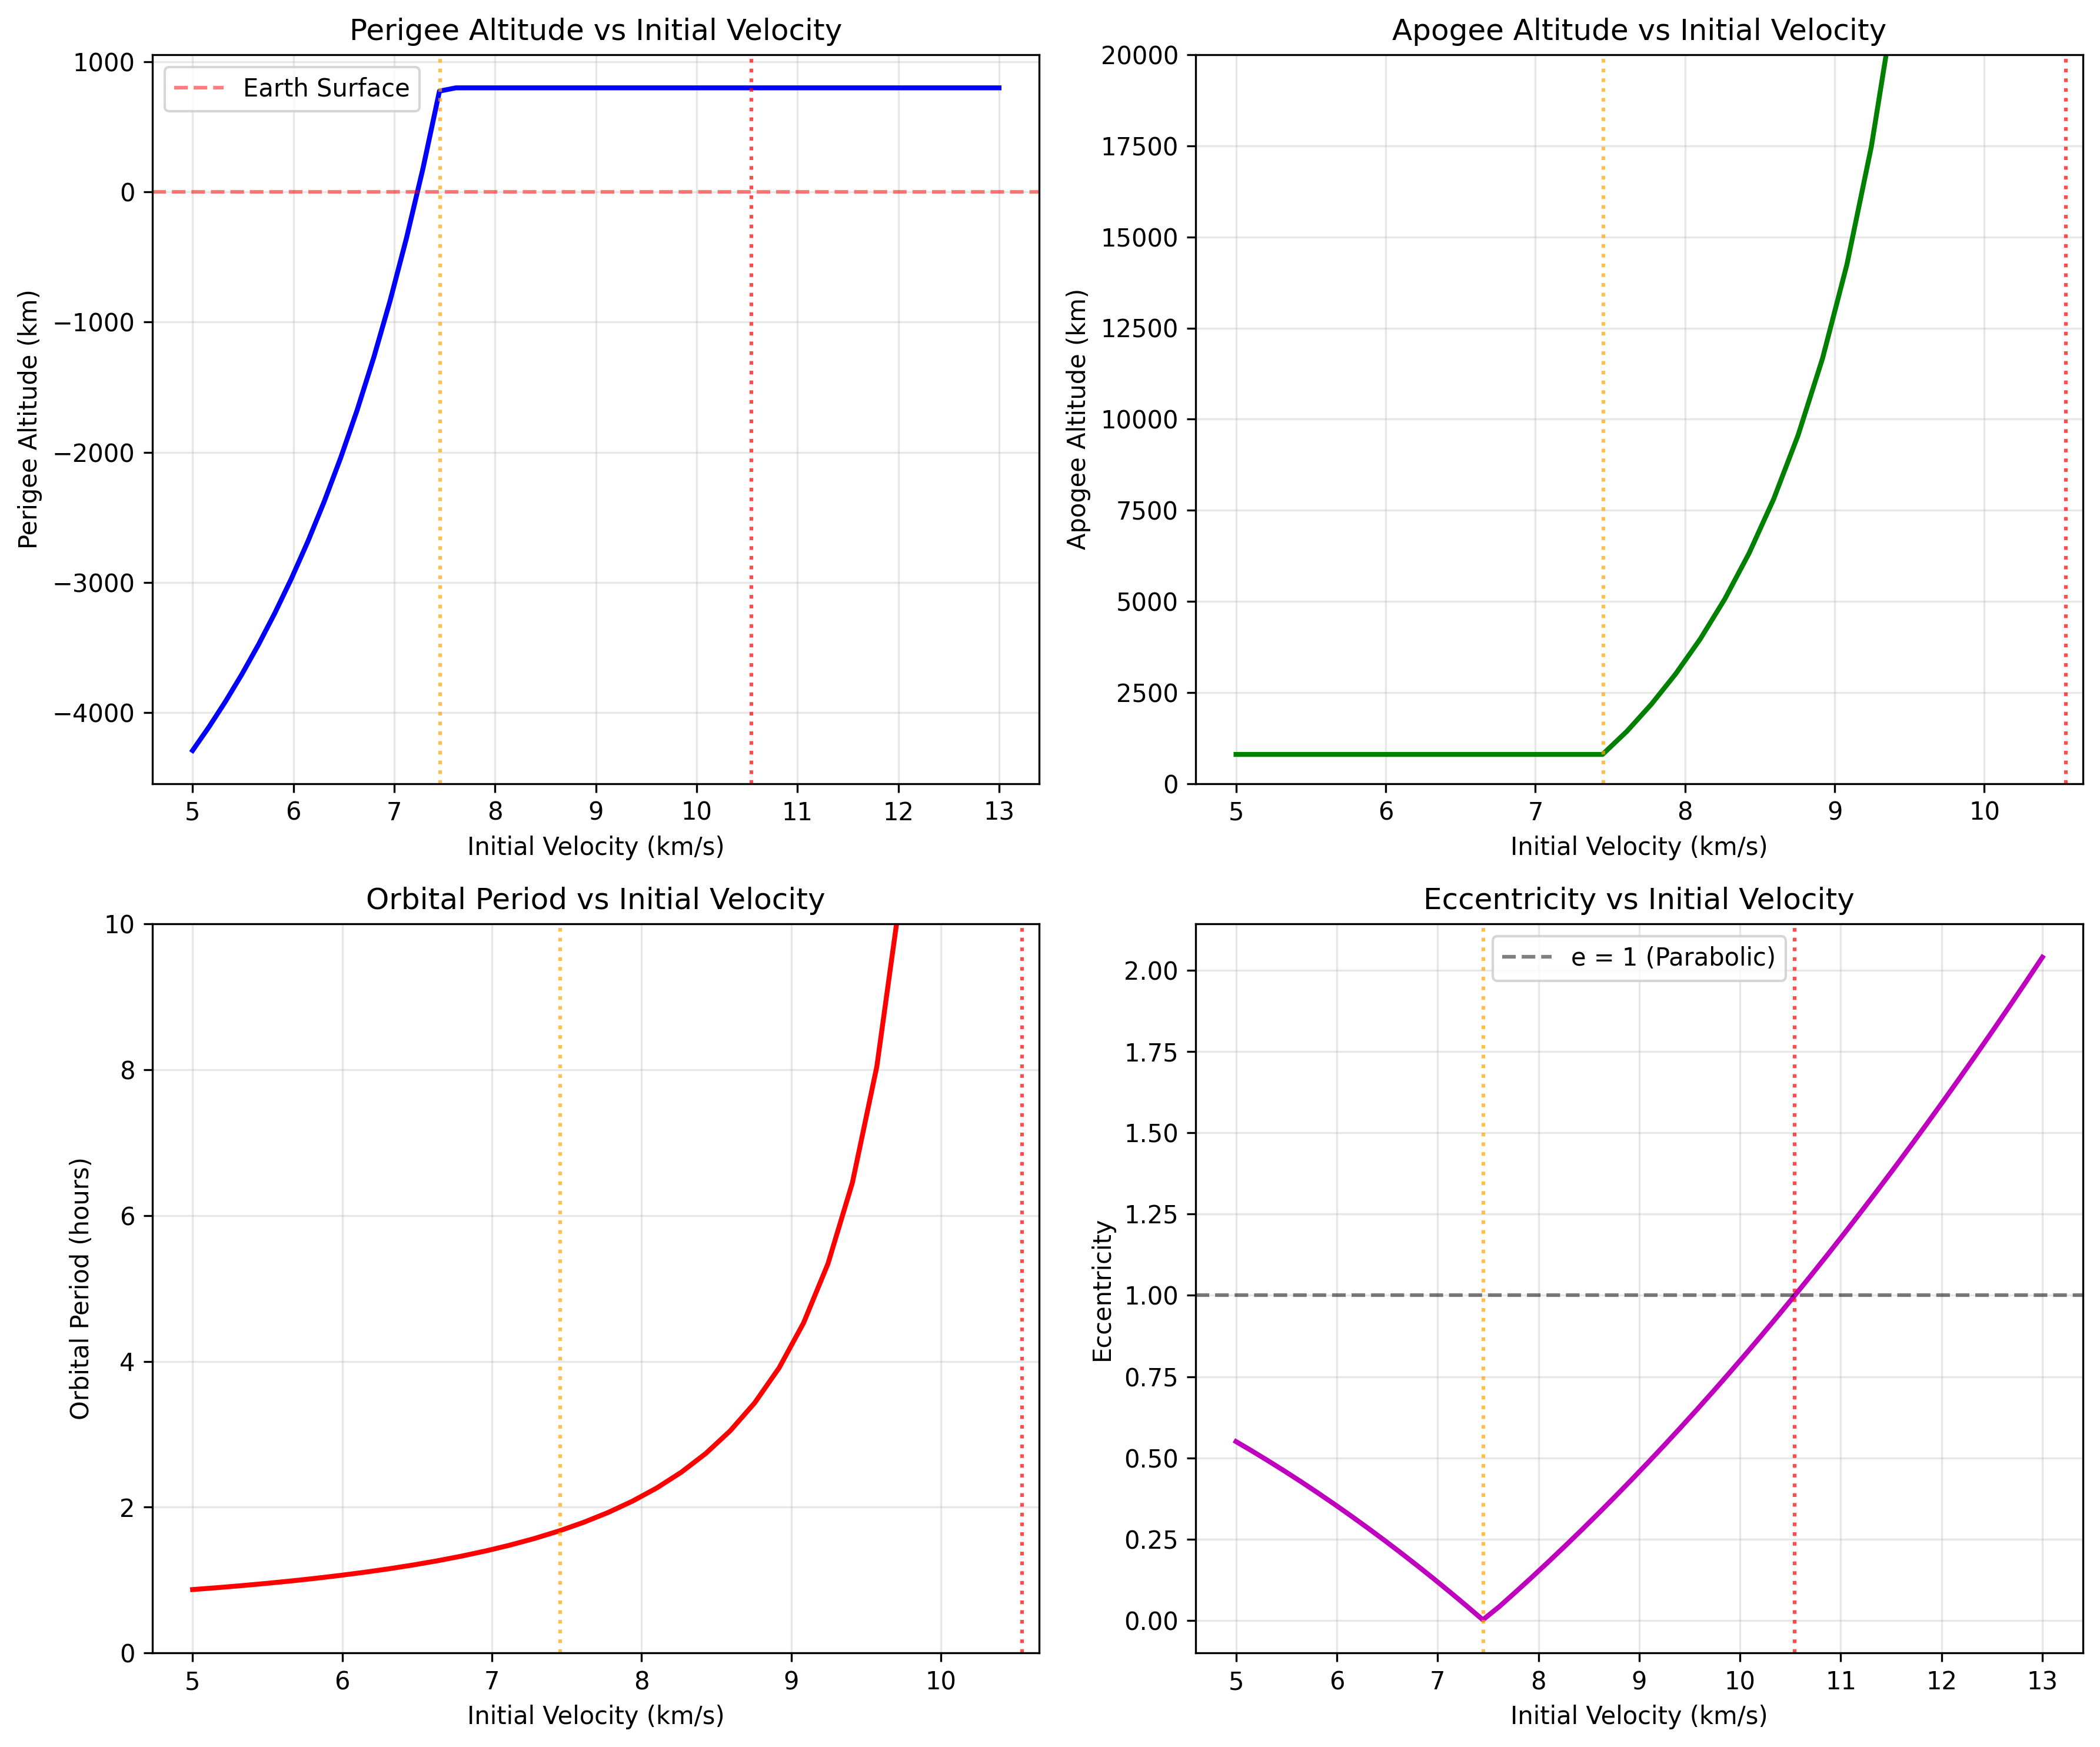 Perigee Altitude vs Initial Velocity
Earth Surface
Perigee Altitude (km)
1000
0
−1000
−2000
−3000
−4000
5 6 7 8 9 10 11 12 13
Initial Velocity (km/s)
Apogee Altitude vs Initial Velocity
Apogee Altitude (km)
20000
17500
15000
12500
10000
7500
5000
2500
0
5 6 7 8 9 10
Initial Velocity (km/s)
Orbital Period vs Initial Velocity
Orbital Period (hours)
10
8
6
4
2
0
5 6 7 8 9 10
Initial Velocity (km/s)
Eccentricity vs Initial Velocity
e = 1 (Parabolic)
Eccentricity
2.00
1.75
1.50
1.25
1.00
0.75
0.50
0.25
0.00
5 6 7 8 9 10 11 12 13
Initial Velocity (km/s)